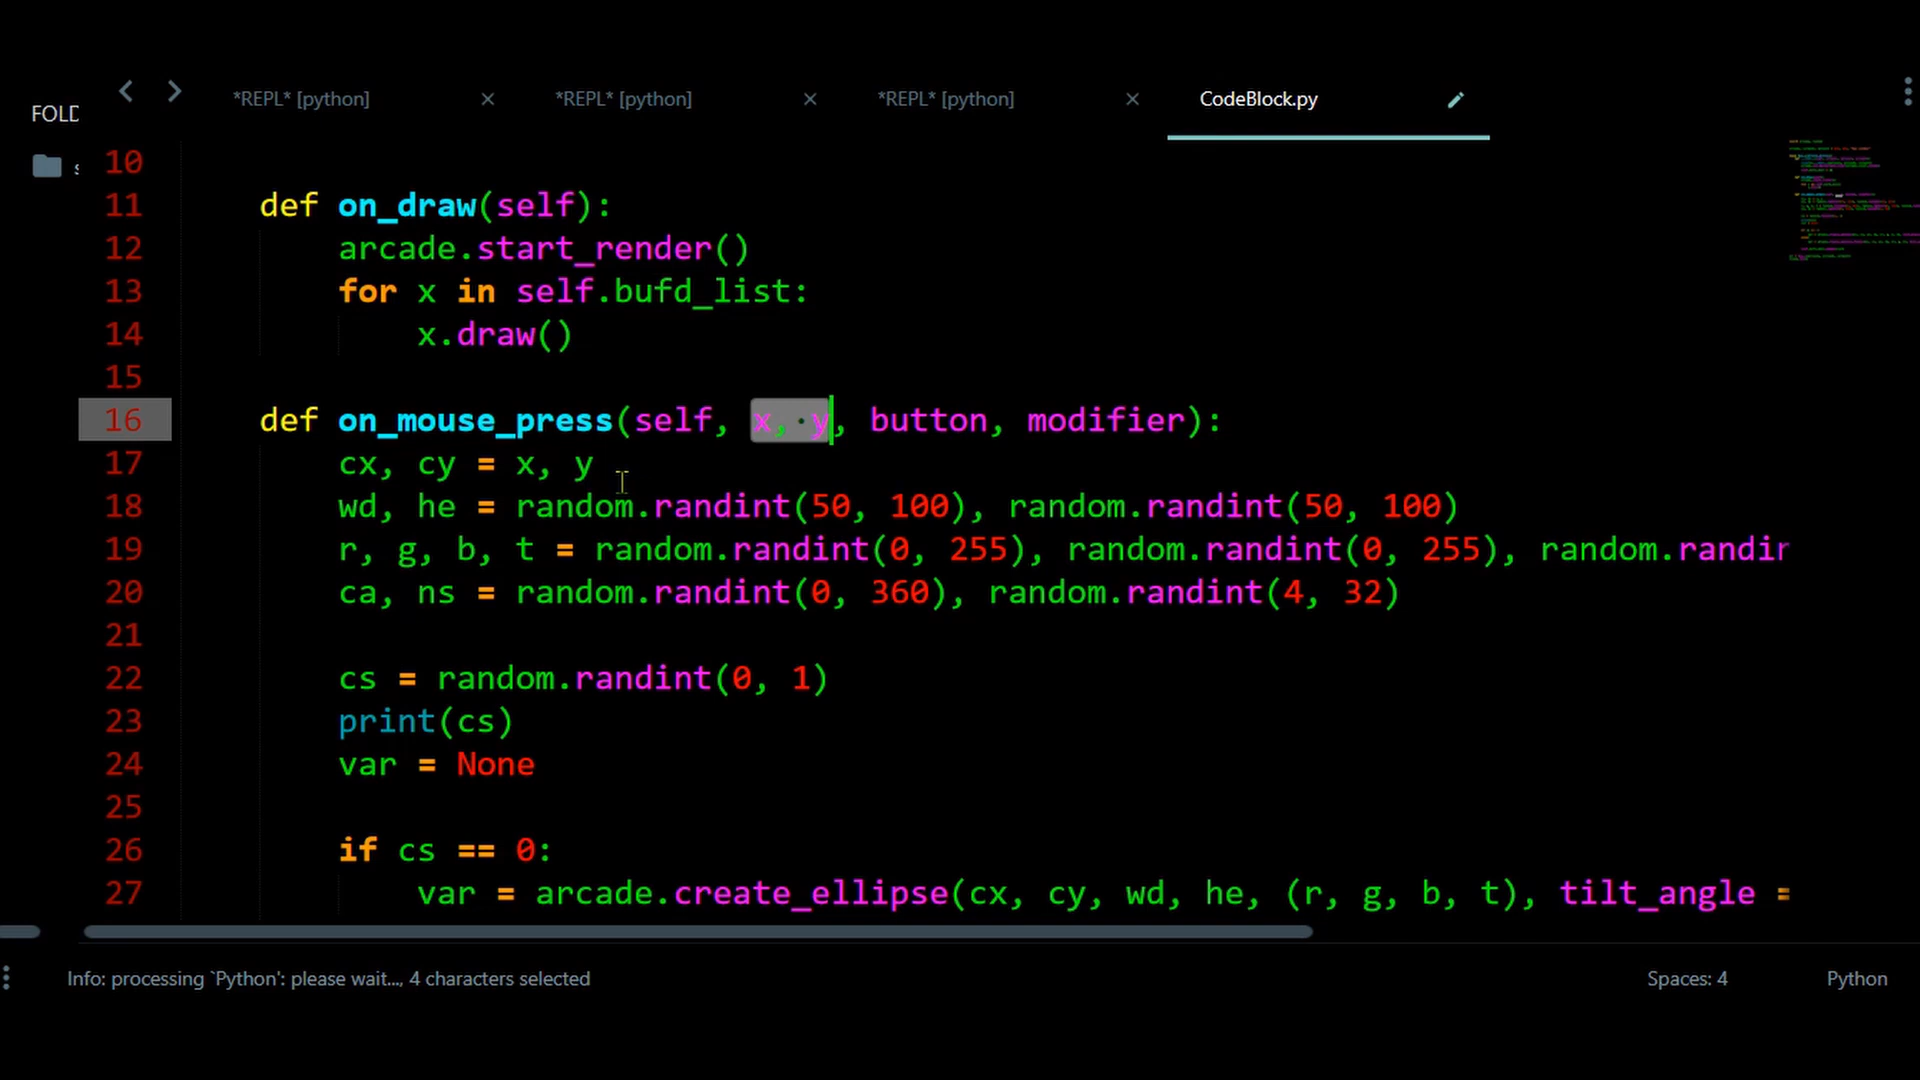 FOLD
*REPL* [python] *REPL* [python] *REPL* [python] CodeBlock.py
10
11 def on_draw(self):
12 arcade.start_render()
13 for x in self.bufd_list:
14 x.draw()
15
16 def on_mouse_press(self, x, y, button, modifier):
17 cx, cy = x, y
18 wd, he = random.randint(50, 100), random.randint(50, 100)
19 r, g, b, t = random.randint(0, 255), random.randint(0, 255), random.randin
20 ca, ns = random.randint(0, 360), random.randint(4, 32)
21
22 cs = random.randint(0, 1)
23 print(cs)
24 var = None
25
26 if cs == 0:
27 var = arcade.create_ellipse(cx, cy, wd, he, (r, g, b, t), tilt_angle =
Info: processing `Python': please wait..., 4 characters selected Spaces: 4 Python